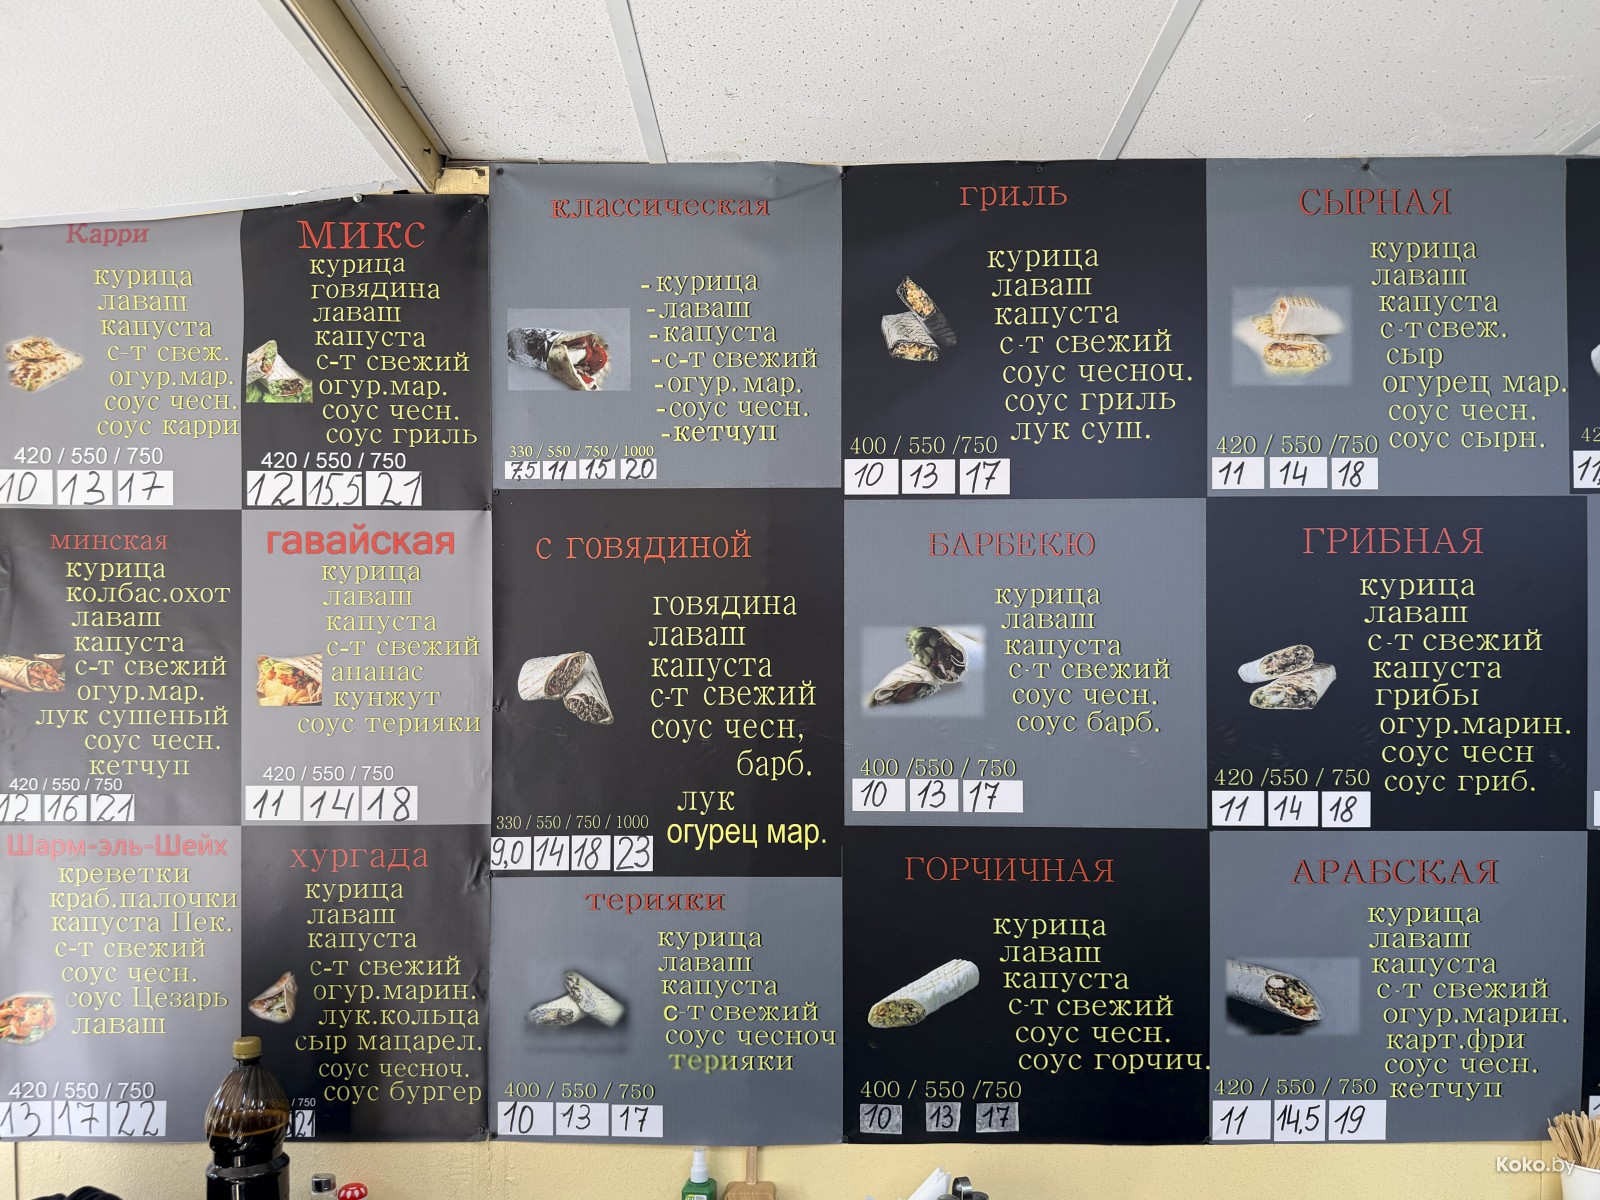 Карри
курица
лаваш
капуста
с-т свеж.
огур.мар.
соус чесн.
соус карри
420 / 550 / 750
10 13 17
МИКС
курица
говядина
лаваш
капуста
с-т свежий
огур.мар.
соус чесн.
соус гриль
420 / 550 / 750
12 15,5 21
классическая
-курица
-лаваш
-капуста
-с-т свежий
-огур. мар.
-соус чесн.
-кетчуп
330 / 550 / 750 / 1000
7,5 11 15 20
гриль
курица
лаваш
капуста
с-т свежий
соус чесноч.
соус гриль
лук суш.
400 / 550 /750
10 13 17
СЫРНАЯ
курица
лаваш
капуста
с-т свеж.
сыр
огурец мар.
соус чесн.
соус сырн.
420 / 550 /750
11 14 18
минская
курица
колбас.охот
лаваш
капуста
с-т свежий
огур.мар.
лук сушеный
соус чесн.
кетчуп
420 / 550 / 750
12 16 21
гавайская
курица
лаваш
капуста
с-т свежий
ананас
кунжут
соус терияки
420 / 550 / 750
11 14 18
с говядиной
говядина
лаваш
капуста
с-т свежий
соус чесн,
барб.
лук
огурец мар.
330 / 550 / 750 / 1000
9,0 14 18 23
БАРБЕКЮ
курица
лаваш
капуста
с-т свежий
соус чесн.
соус барб.
400 /550 / 750
10 13 17
ГРИБНАЯ
курица
лаваш
с-т свежий
капуста
грибы
огур.марин.
соус чесн
соус гриб.
420 /550 / 750
11 14 18
Шарм-эль-Шейх
креветки
краб.палочки
капуста Пек.
с-т свежий
соус чесн.
соус Цезарь
лаваш
420 / 550 / 750
13 17 22
хургада
курица
лаваш
капуста
с-т свежий
огур.марин.
лук.кольца
сыр мацарел.
соус чесноч.
соус бургер
/ 750
21
терияки
курица
лаваш
капуста
с-т свежий
соус чесноч
терияки
400 / 550 / 750
10 13 17
ГОРЧИЧНАЯ
курица
лаваш
капуста
с-т свежий
соус чесн.
соус горчич.
400 / 550 /750
10 13 17
АРАБСКАЯ
курица
лаваш
капуста
с-т свежий
огур.марин.
карт.фри
соус чесн.
кетчуп
420 / 550 / 750
11 14,5 19
Koko.by